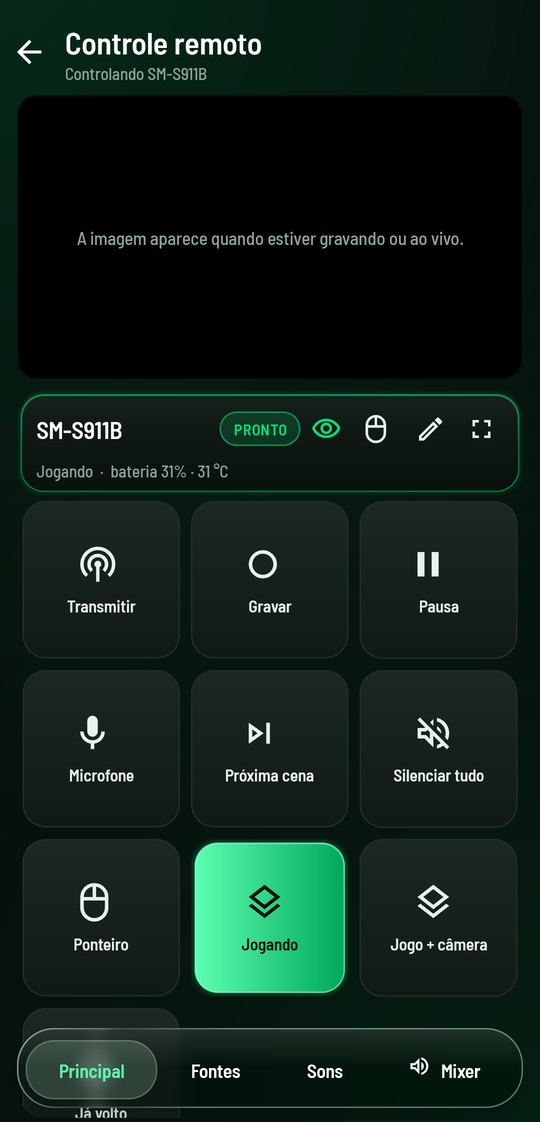 Controle remoto
Controlando SM-S911B
A imagem aparece quando estiver gravando ou ao vivo.
SM-S911B PRONTO
Jogando · bateria 31% · 31 °C
Transmitir Gravar Pausa
Microfone Próxima cena Silenciar tudo
Ponteiro Jogando Jogo + câmera
Principal Fontes Sons Mixer
Já volto